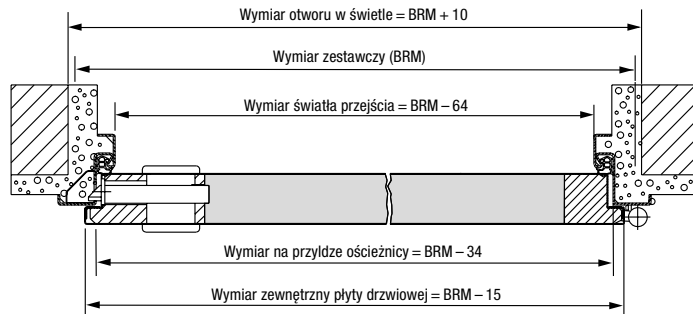 Wymiar otworu w świetle = BRM + 10
Wymiar zestawczy (BRM)
Wymiar światła przejścia = BRM – 64
Wymiar na przyldze ościeżnicy = BRM – 34
Wymiar zewnętrzny płyty drzwiowej = BRM – 15